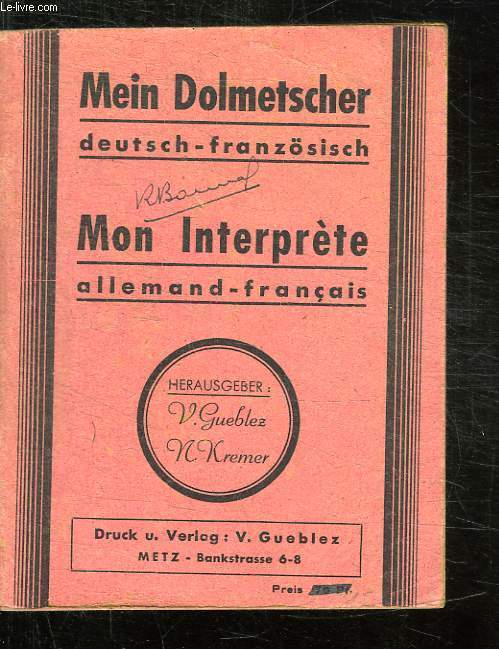 le-livre.com
Mein Dolmetscher
deutsch-französisch
Mon Interprète
allemand-français
HERAUSGEBER:
V. Gueblez
N. Kremer
Druck u. Verlag: V. Gueblez
METZ - Bankstrasse 6-8
Preis